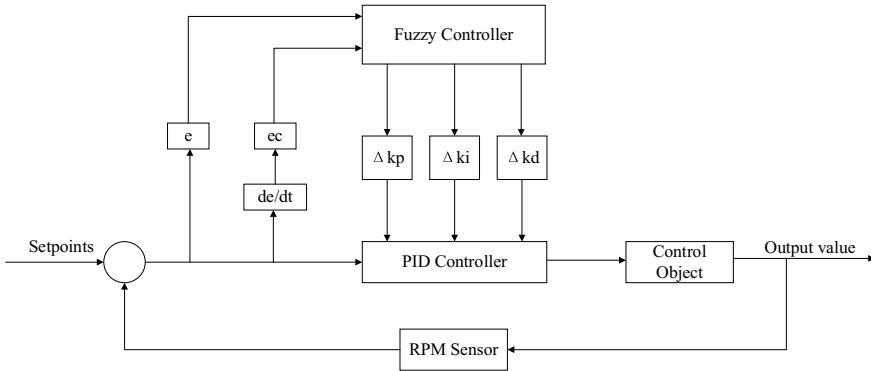 Fuzzy Controller
e
ec
Δ kp
Δ ki
Δ kd
de/dt
Setpoints
PID Controller
Control
Object
Output value
RPM Sensor